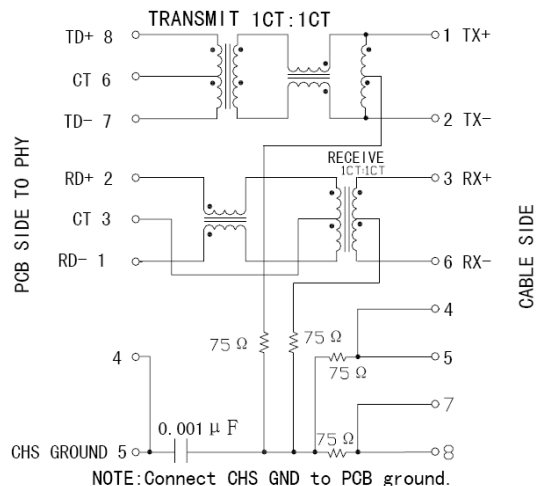 TRANSMIT 1CT:1CT
TD+ 8
1 TX+
CT 6
TD- 7
2 TX-
PCB SIDE TO PHY
CABLE SIDE
RECEIVE
1CT:1CT
RD+ 2
3 RX+
CT 3
RD- 1
6 RX-
4
75 Ω
75 Ω
5
4
75 Ω
7
0.001 μF
75 Ω
CHS GROUND 5
8
NOTE:Connect CHS GND to PCB ground.